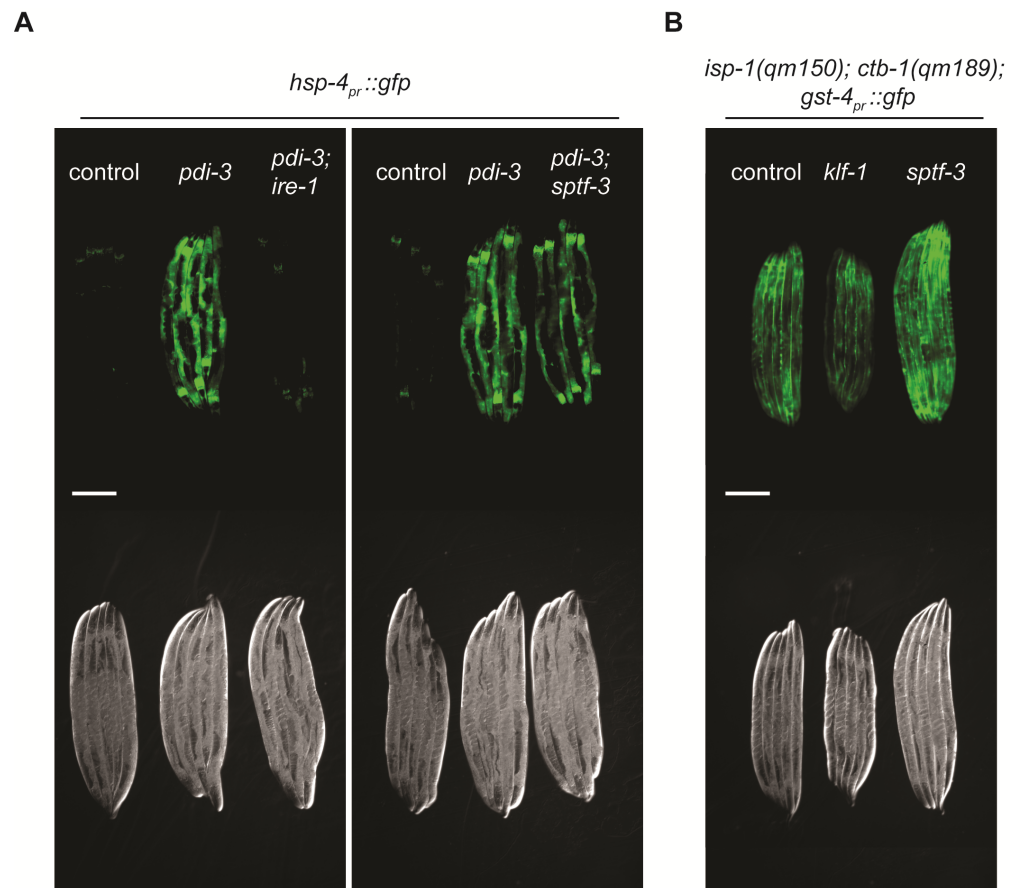 A
hsp-4pr::gfp
control
pdi-3
pdi-3;
ire-1
control
pdi-3
pdi-3;
sptf-3
B
isp-1(qm150); ctb-1(qm189);
gst-4pr::gfp
control
klf-1
sptf-3